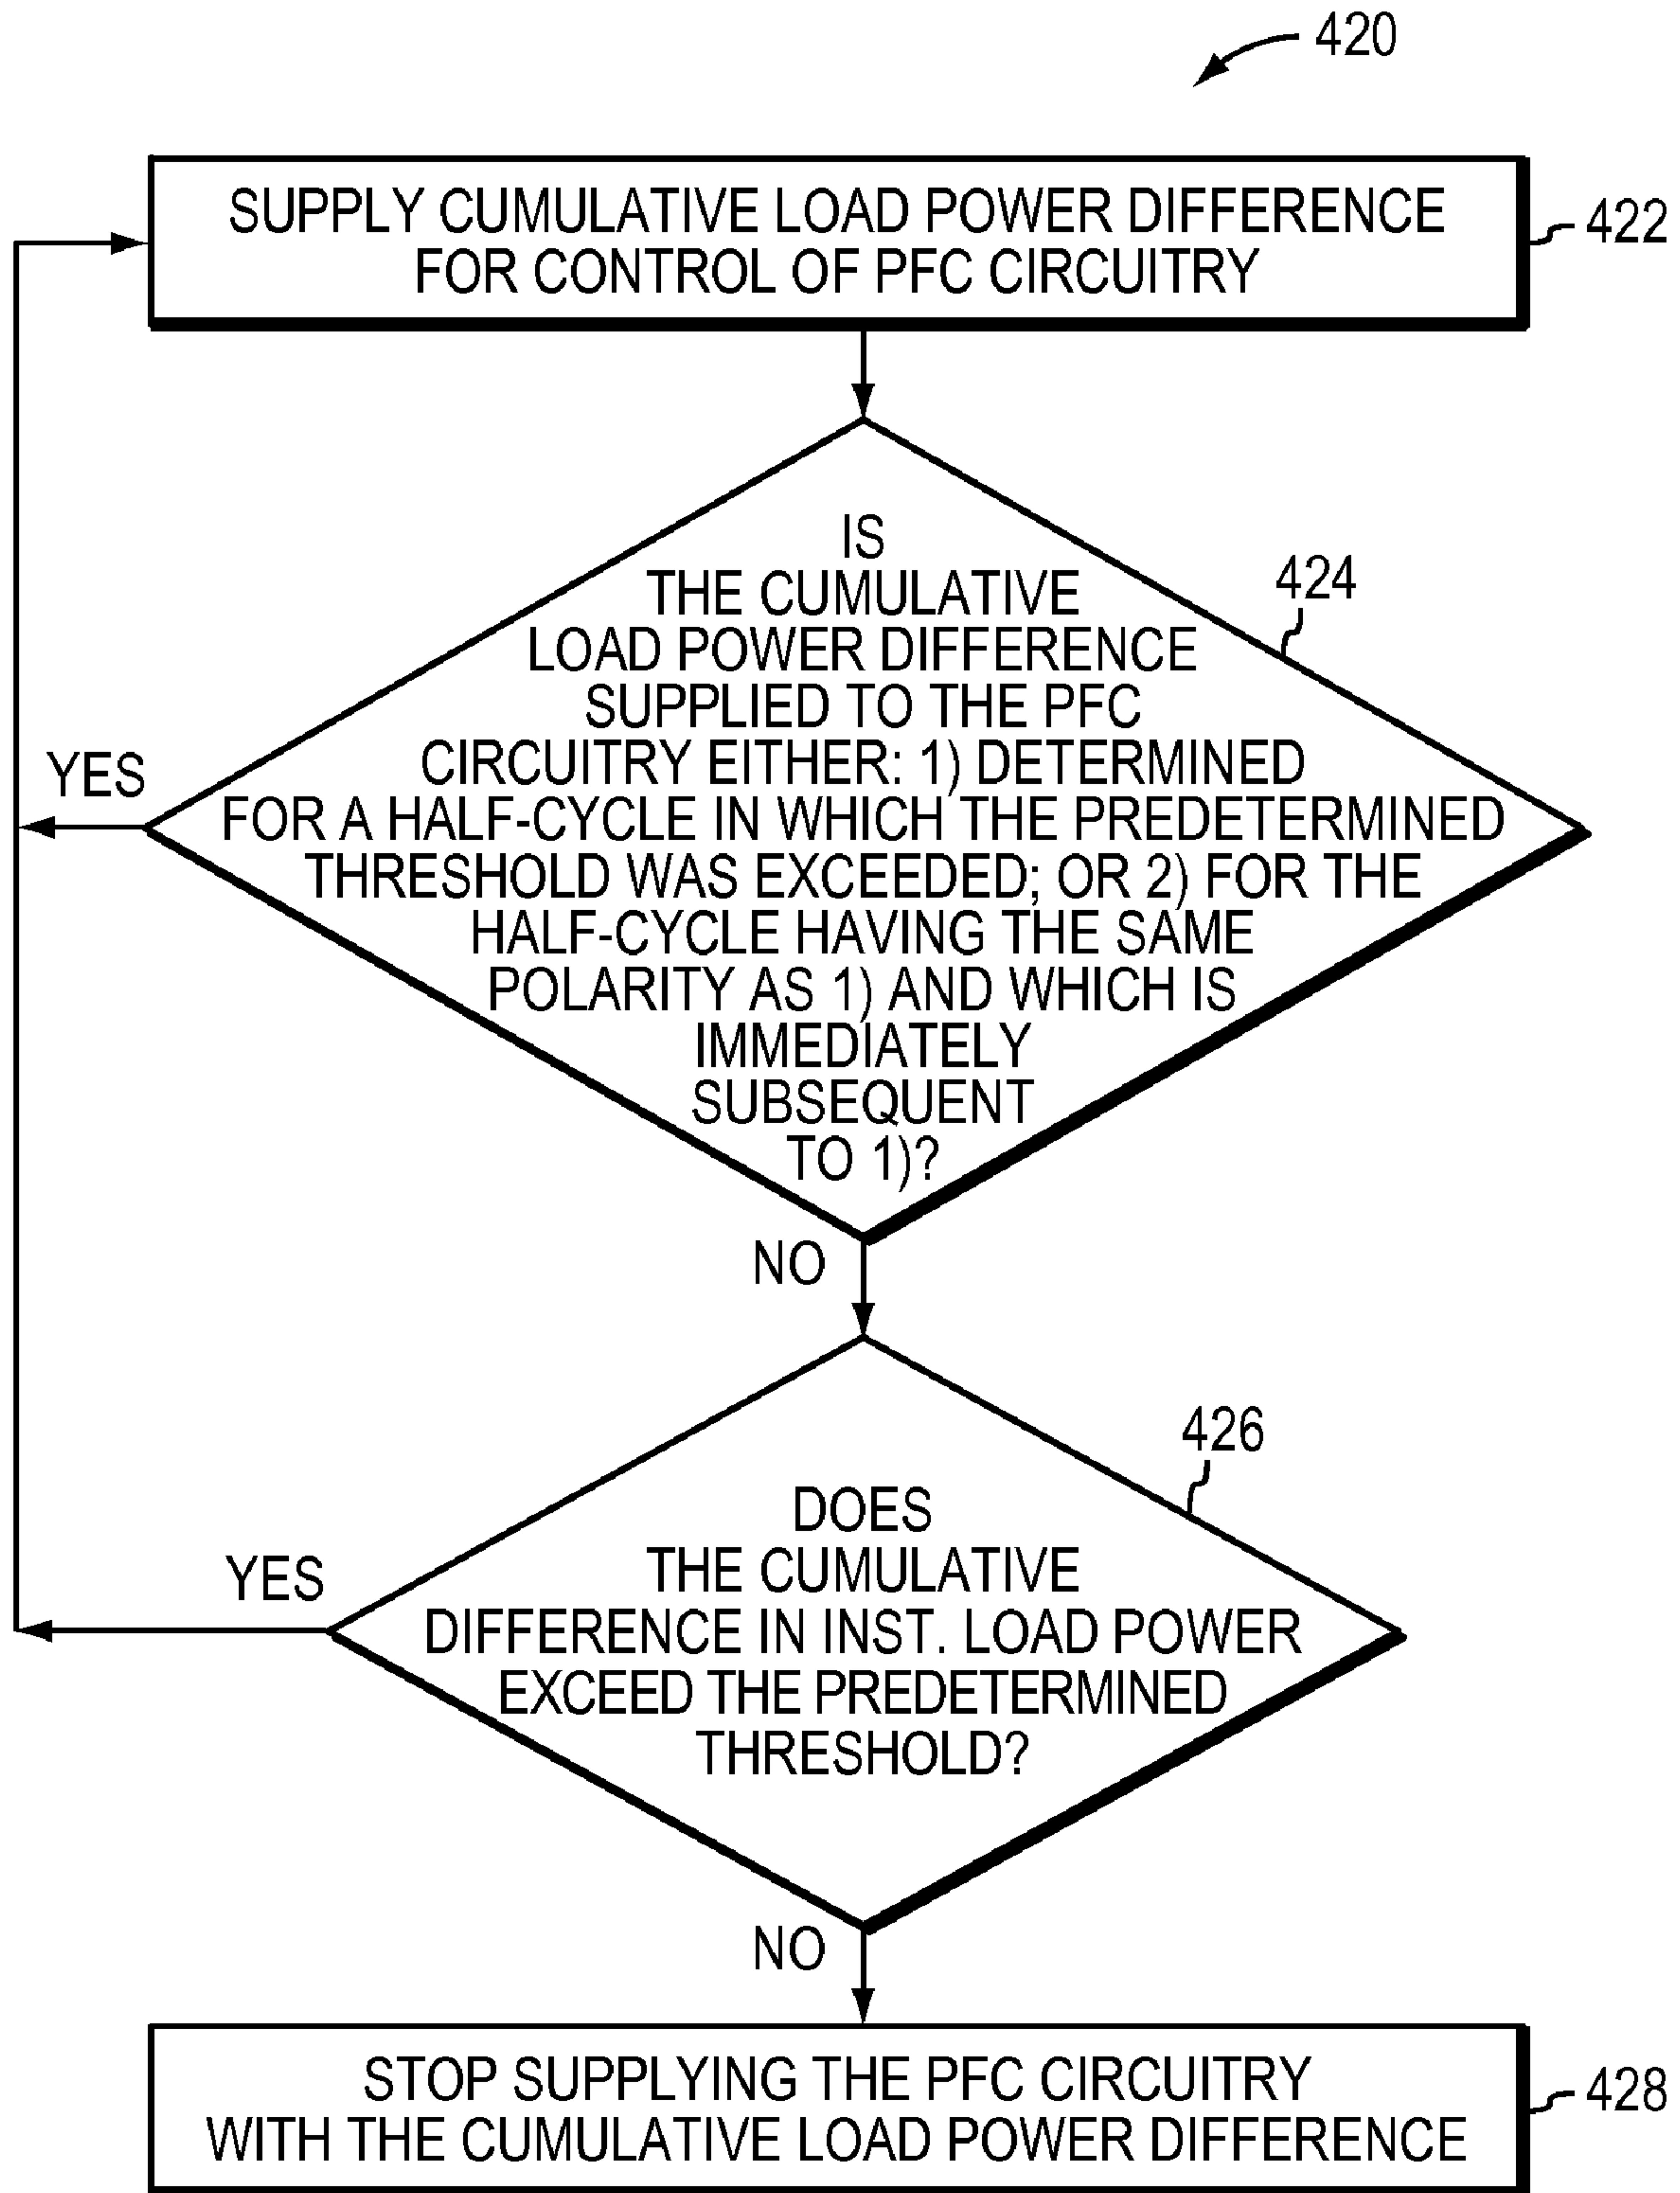 420
SUPPLY CUMULATIVE LOAD POWER DIFFERENCE
FOR CONTROL OF PFC CIRCUITRY
422
IS
THE CUMULATIVE
LOAD POWER DIFFERENCE
SUPPLIED TO THE PFC
CIRCUITRY EITHER: 1) DETERMINED
FOR A HALF-CYCLE IN WHICH THE PREDETERMINED
THRESHOLD WAS EXCEEDED; OR 2) FOR THE
HALF-CYCLE HAVING THE SAME
POLARITY AS 1) AND WHICH IS
IMMEDIATELY
SUBSEQUENT
TO 1)?
424
YES
NO
DOES
THE CUMULATIVE
DIFFERENCE IN INST. LOAD POWER
EXCEED THE PREDETERMINED
THRESHOLD?
426
YES
NO
STOP SUPPLYING THE PFC CIRCUITRY
WITH THE CUMULATIVE LOAD POWER DIFFERENCE
428